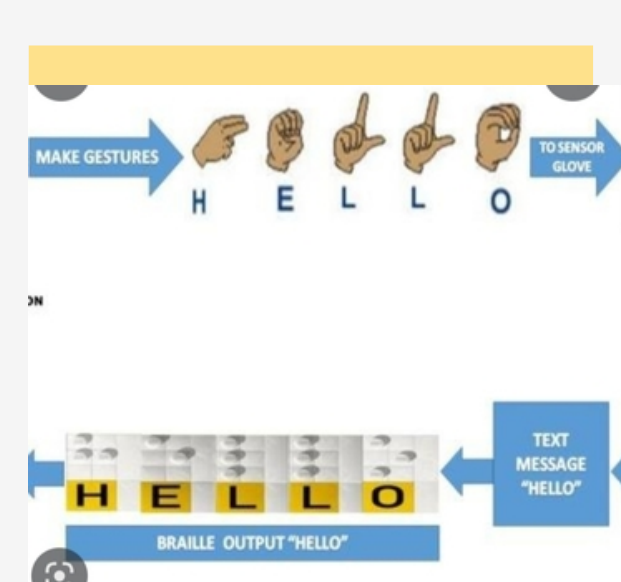 MAKE GESTURES
TO SENSOR
GLOVE
H E L L O
ON
TEXT
MESSAGE
"HELLO"
H E L L O
BRAILLE OUTPUT "HELLO"